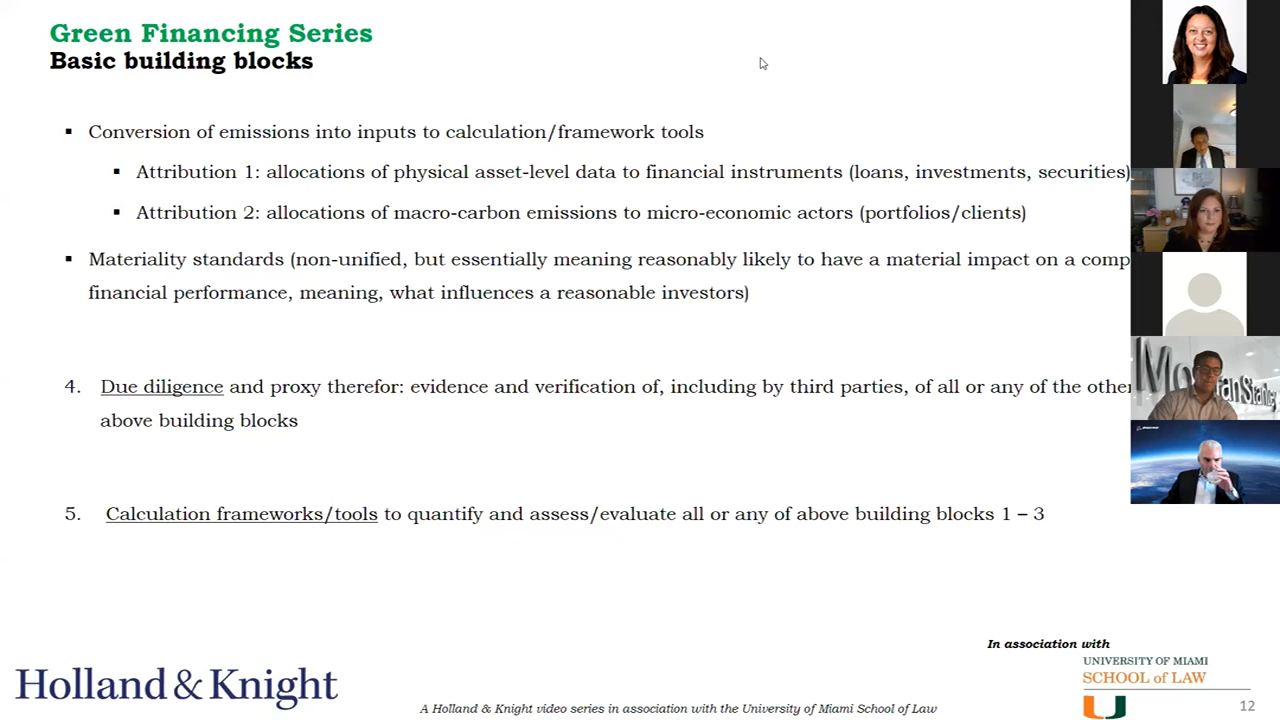 Green Financing Series
Basic building blocks
▪ Conversion of emissions into inputs to calculation/framework tools
▪ Attribution 1: allocations of physical asset-level data to financial instruments (loans, investments, securities)
▪ Attribution 2: allocations of macro-carbon emissions to micro-economic actors (portfolios/clients)
▪ Materiality standards (non-unified, but essentially meaning reasonably likely to have a material impact on a comp
financial performance, meaning, what influences a reasonable investors)
4. Due diligence and proxy therefor: evidence and verification of, including by third parties, of all or any of the other
above building blocks
5. Calculation frameworks/tools to quantify and assess/evaluate all or any of above building blocks 1 – 3
In association with
UNIVERSITY OF MIAMI
SCHOOL of LAW
Holland & Knight
A Holland & Knight video series in association with the University of Miami School of Law
12